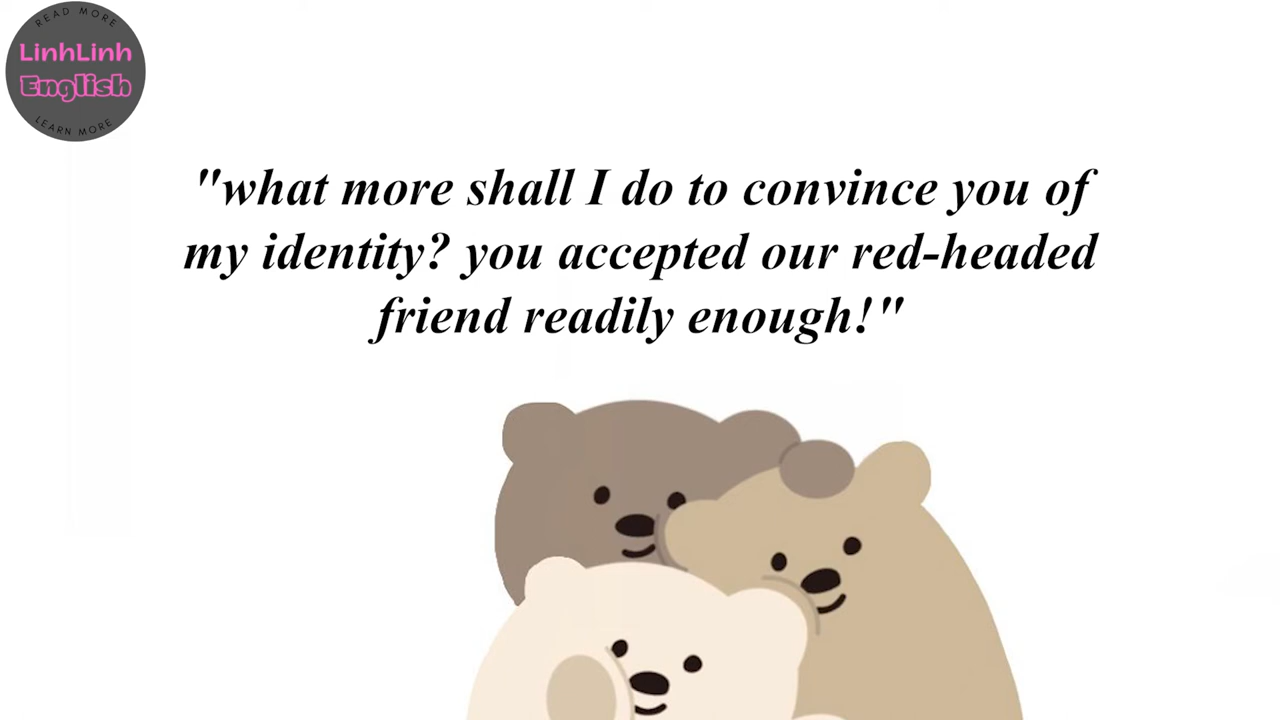 READ MORE
LinhLinh
English
LEARN MORE
"what more shall I do to convince you of
my identity? you accepted our red-headed
friend readily enough!"